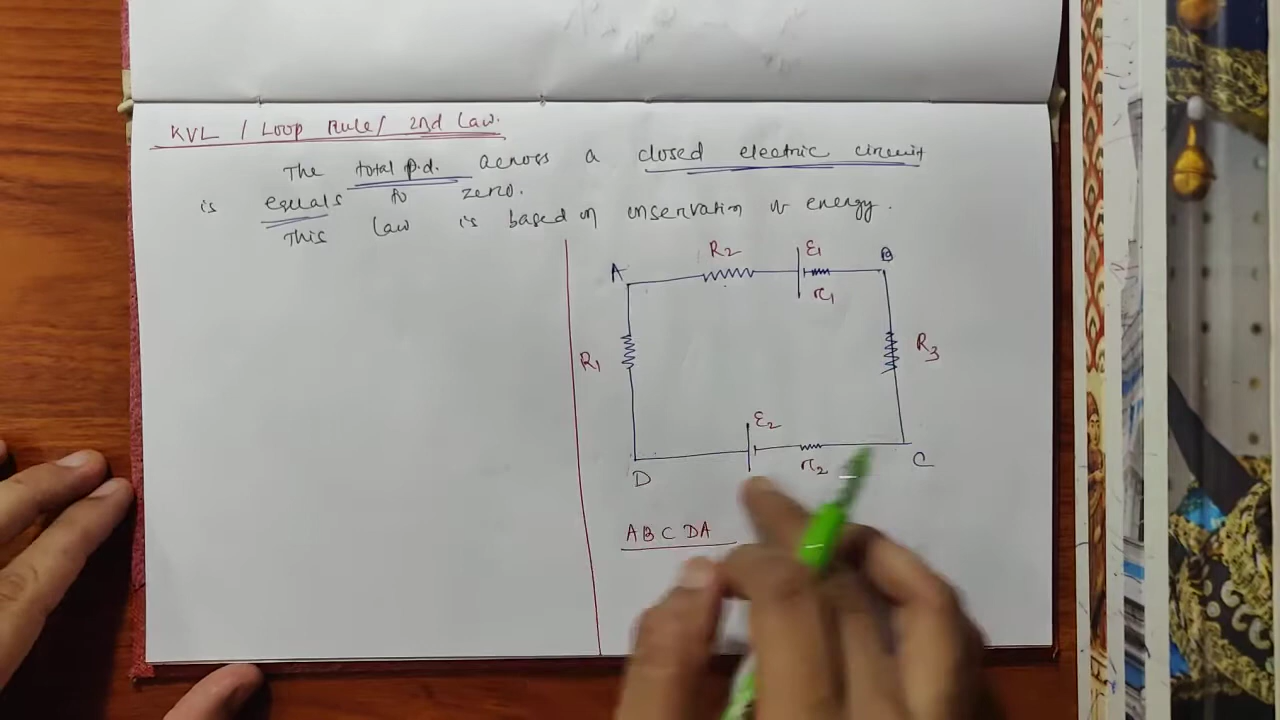 KVL / Loop Rule / 2nd Law.
The total p.d. across a closed electric circuit
is equals to zero.
This law is based on conservation of energy.
R2 E1
A B
r1
R1 R3
E2
r2 C
D
ABCDA